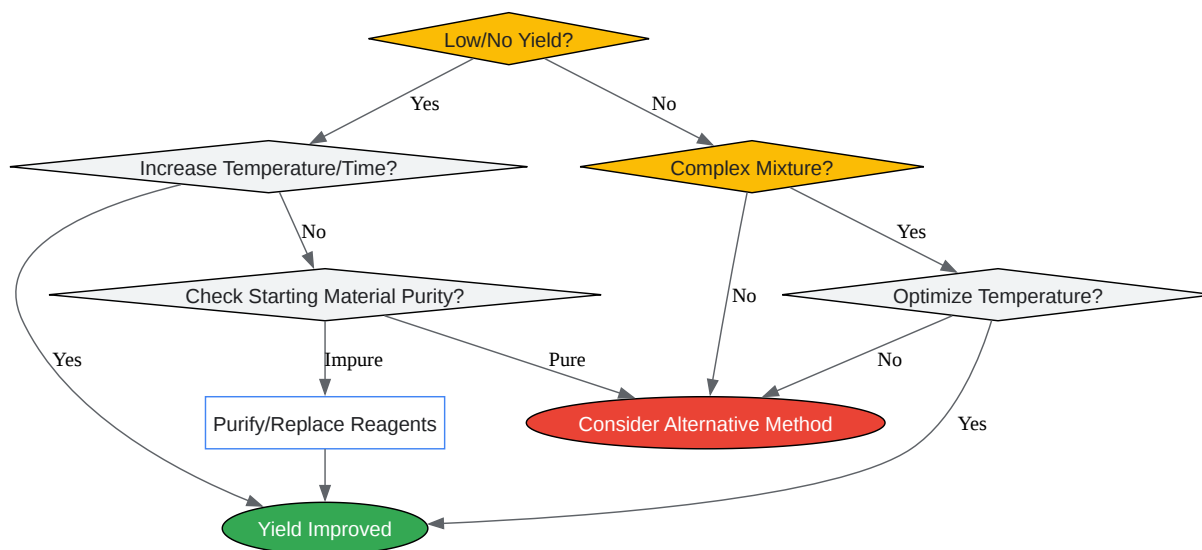 Low/No Yield?
Yes
No
Increase Temperature/Time?
Complex Mixture?
No
Yes
Check Starting Material Purity?
No
Optimize Temperature?
Yes
Impure
Pure
No
Purify/Replace Reagents
Consider Alternative Method
Yes
Yield Improved